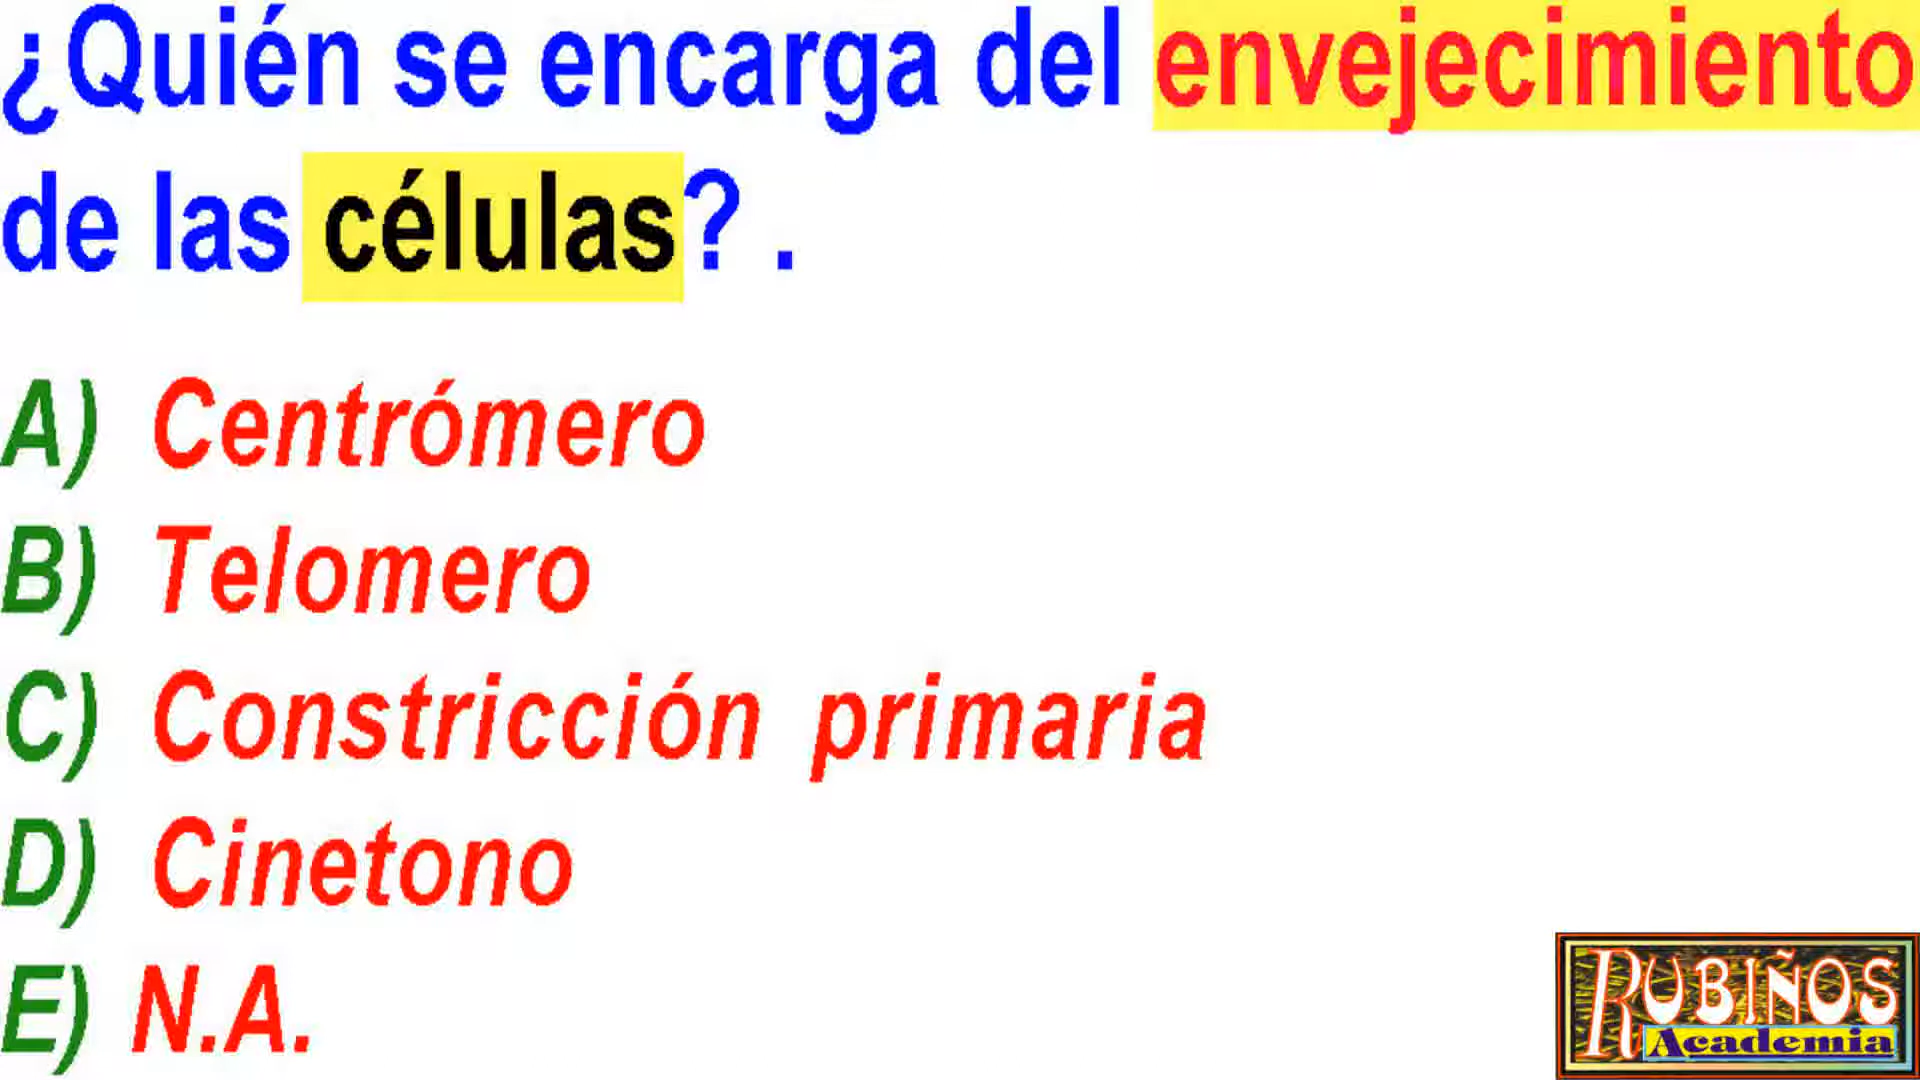 ¿Quién se encarga del envejecimiento
de las células? .
A) Centrómero
B) Telomero
C) Constricción primaria
D) Cinetono
E) N.A.
RUBIÑOS
Academia